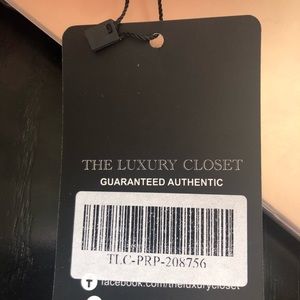 THE LUXURY CLOSET
GUARANTEED AUTHENTIC
TLC-PRP-208756
facebook.com/theluxurycloset